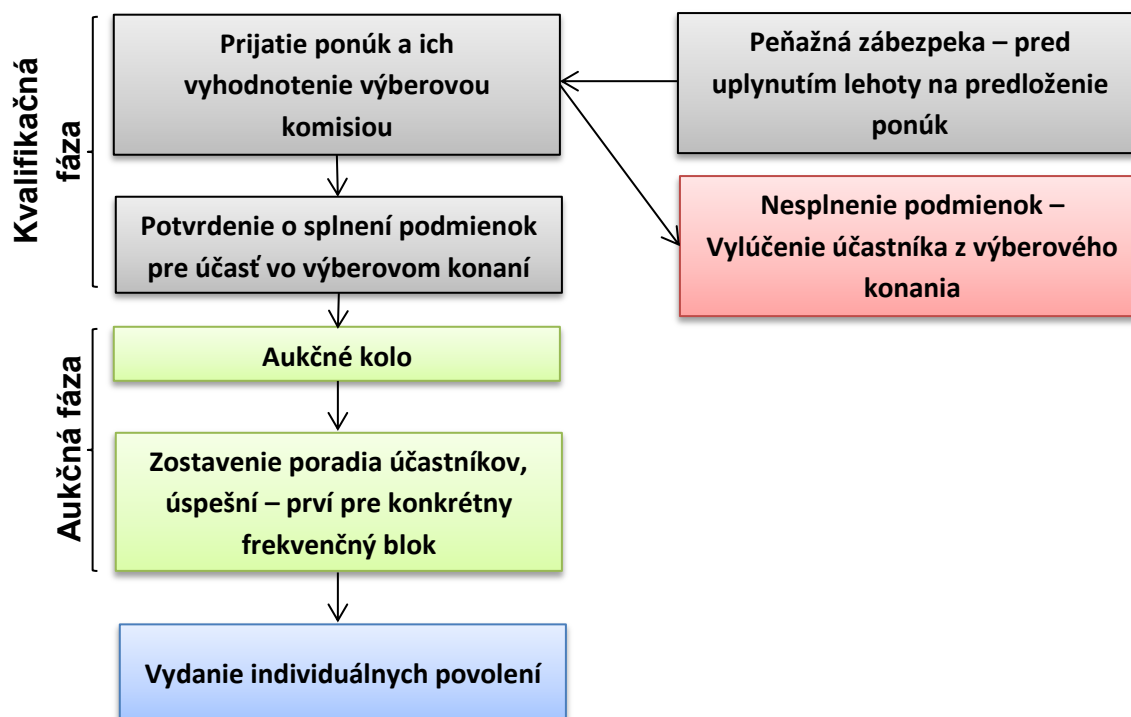 Kvalifikačná
fáza
Prijatie ponúk a ich
vyhodnotenie výberovou
komisiou
Peňažná zábezpeka – pred
uplynutím lehoty na predloženie
ponúk
Potvrdenie o splnení podmienok
pre účasť vo výberovom konaní
Nesplnenie podmienok –
Vylúčenie účastníka z výberového
konania
Aukčná fáza
Aukčné kolo
Zostavenie poradia účastníkov,
úspešní – prví pre konkrétny
frekvenčný blok
Vydanie individuálnych povolení